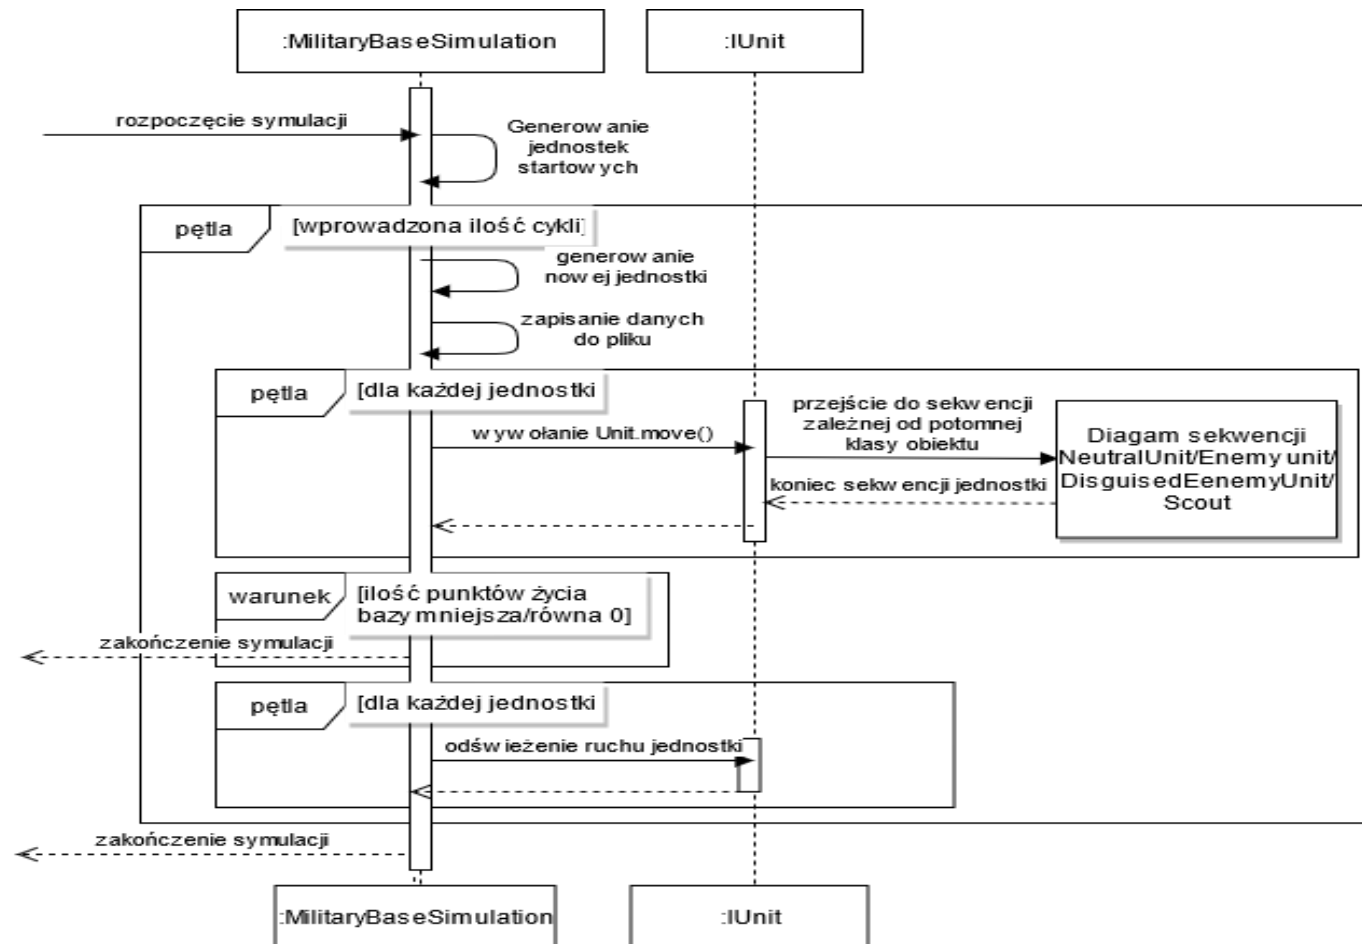 :MilitaryBaseSimulation
:IUnit
rozpoczęcie symulacji
Generowanie
jednostek
startowych
pętla
[wprowadzona ilość cykli]
generowanie
nowej jednostki
zapisanie danych
do pliku
pętla
[dla każdej jednostki
wywołanie Unit.move()
przejście do sekwencji
zależnej od potomnej
klasy obiektu
Diagam sekwencji
NeutralUnit/Enemy unit/
DisguisedEenemyUnit/
Scout
koniec sekwencji jednostki
warunek
[ilość punktów życia
bazy mniejsza/równa 0]
zakończenie symulacji
pętla
[dla każdej jednostki
odświeżenie ruchu jednostki
zakończenie symulacji
:MilitaryBaseSimulation
:IUnit